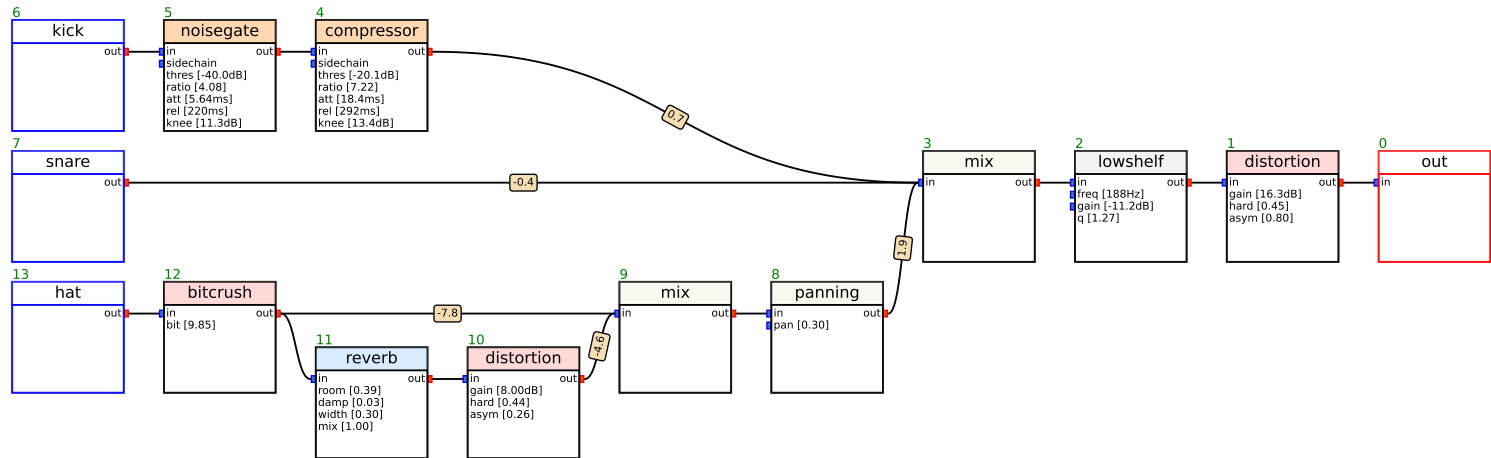 6
kick
out
5
noisegate
in out
sidechain
thres [-40.0dB]
ratio [4.08]
att [5.64ms]
rel [220ms]
knee [11.3dB]
4
compressor
in out
sidechain
thres [-20.1dB]
ratio [7.22]
att [18.4ms]
rel [292ms]
knee [13.4dB]
0.7
7
snare
out
-0.4
3
mix
in out
2
lowshelf
in out
freq [188Hz]
gain [-11.2dB]
q [1.27]
1
distortion
in out
gain [16.3dB]
hard [0.45]
asym [0.80]
0
out
in
1.9
13
hat
out
12
bitcrush
in out
bit [9.85]
-7.8
11
reverb
in out
room [0.39]
damp [0.03]
width [0.30]
mix [1.00]
10
distortion
in out
gain [8.00dB]
hard [0.44]
asym [0.26]
-4.6
9
mix
in out
8
panning
in out
pan [0.30]